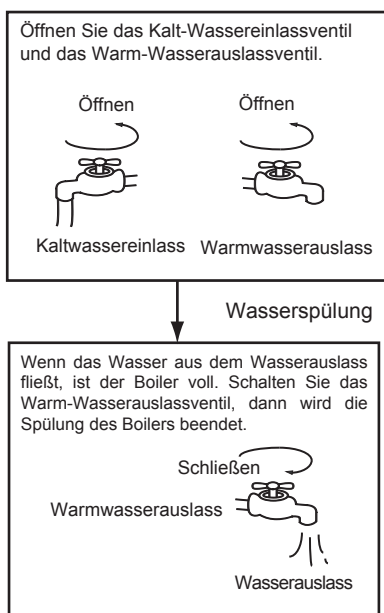 Öffnen Sie das Kalt-Wassereinlassventil
und das Warm-Wasserauslassventil.
Öffnen Öffnen
Kaltwassereinlass Warmwasserauslass
Wasserspülung
Wenn das Wasser aus dem Wasserauslass
fließt, ist der Boiler voll. Schalten Sie das
Warm-Wasserauslassventil, dann wird die
Spülung des Boilers beendet.
Schließen
Warmwasserauslass
Wasserauslass